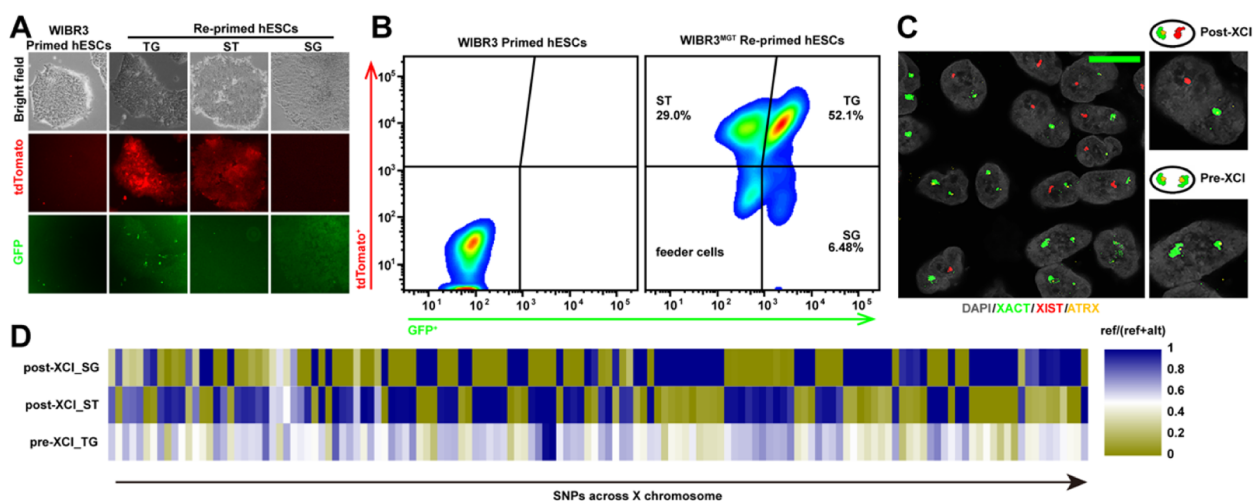 A
WIBR3
Primed hESCs
Re-primed hESCs
TG
ST
SG
Bright field
tdTomato
GFP
B
WIBR3 Primed hESCs
WIBR3MGT Re-primed hESCs
10⁵
10⁴
10³
10²
10¹
tdTomato⁺
10¹ 10² 10³ 10⁴ 10⁵
GFP⁺
ST
29.0%
TG
52.1%
SG
6.48%
feeder cells
10¹ 10² 10³ 10⁴ 10⁵
C
Post-XCI
Pre-XCI
DAPI/XACT/XIST/ATRX
D
post-XCI_SG
post-XCI_ST
pre-XCI_TG
SNPs across X chromosome
ref/(ref+alt)
1
0.8
0.6
0.4
0.2
0